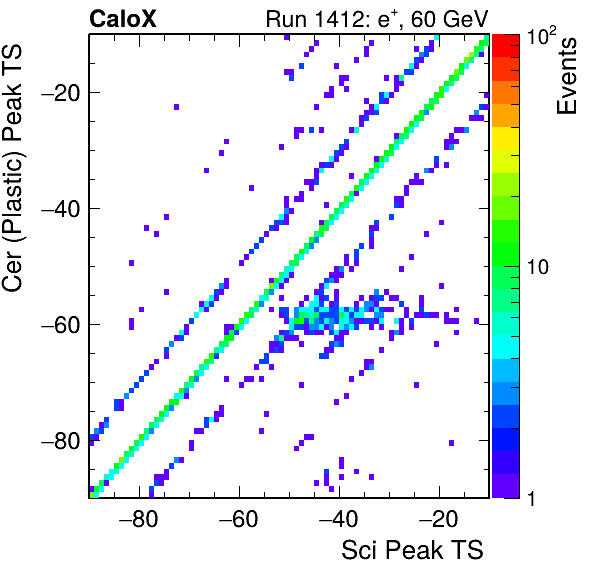 CaloX Run 1412: e+, 60 GeV
Cer (Plastic) Peak TS
−20
−40
−60
−80
−80 −60 −40 −20
Sci Peak TS
10²
10
1
Events